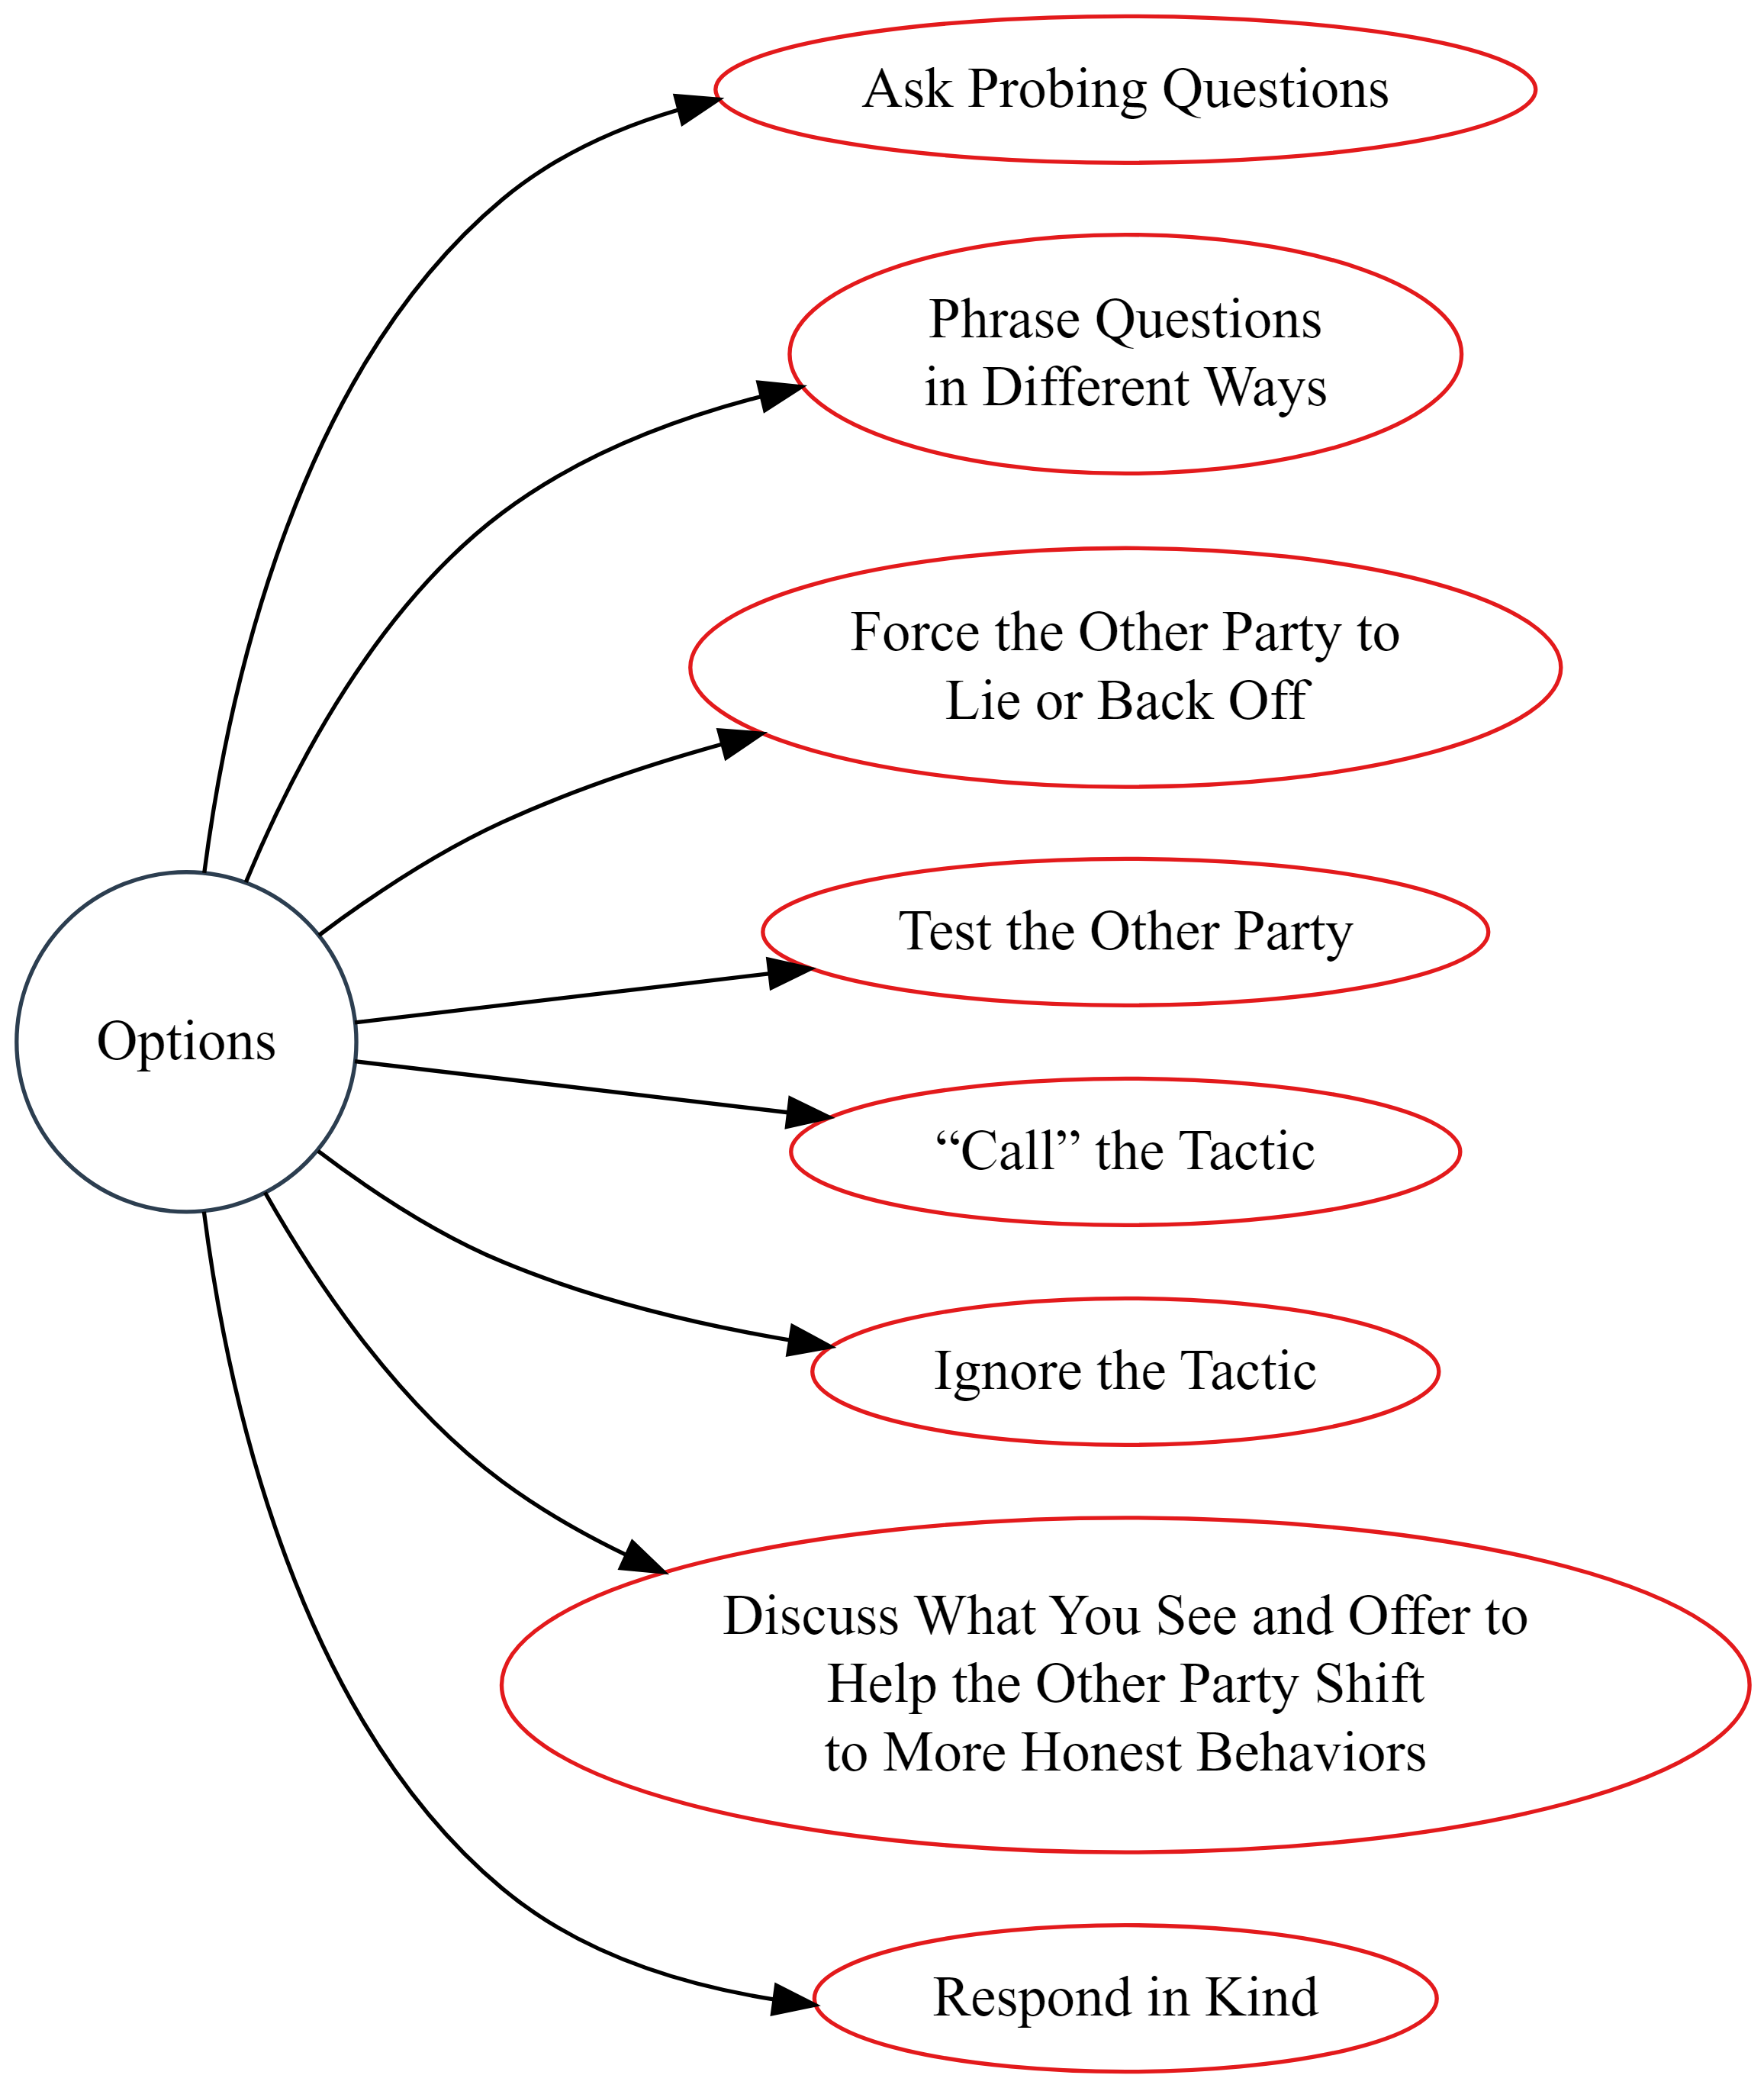 Ask Probing Questions
Phrase Questions
in Different Ways
Force the Other Party to
Lie or Back Off
Test the Other Party
Options
“Call” the Tactic
Ignore the Tactic
Discuss What You See and Offer to
Help the Other Party Shift
to More Honest Behaviors
Respond in Kind